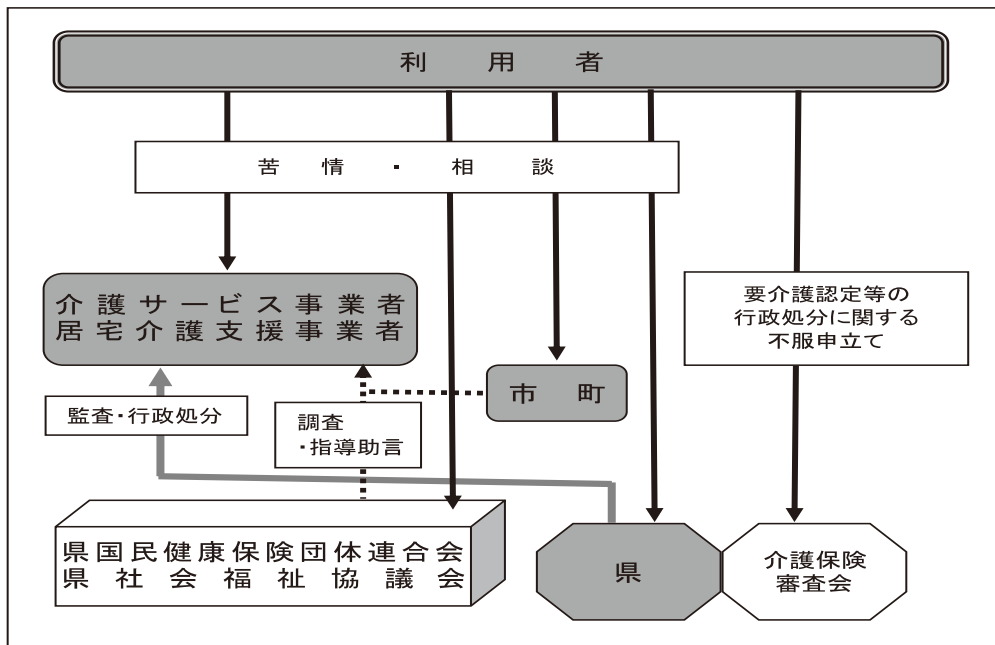 利用者
苦情・相談
介護サービス事業者
居宅介護支援事業者
要介護認定等の
行政処分に関する
不服申立て
市町
監査・行政処分
調査
・指導助言
県国民健康保険団体連合会
県社会福祉協議会
県
介護保険
審査会